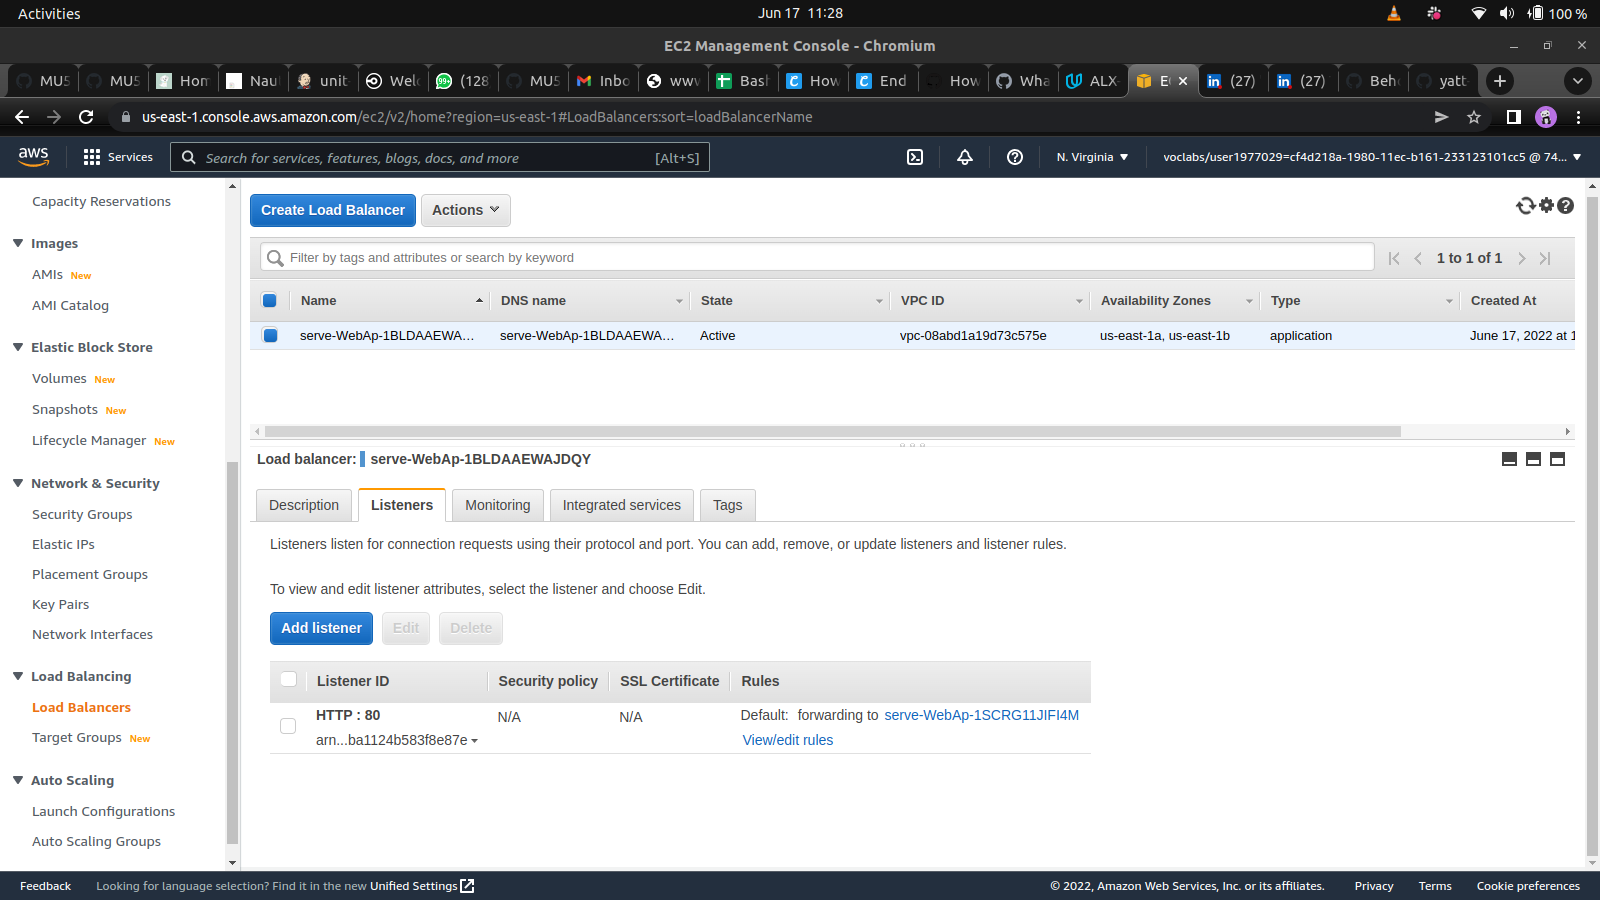 Activities
Jun 17 11:28
100 %
EC2 Management Console - Chromium
MU5 MU5 Hom Nau unit- Welc (128 MU5 Inbo www Bash How End How Wha ALX- EC (27) (27) Behe yatt
us-east-1.console.aws.amazon.com/ec2/v2/home?region=us-east-1#LoadBalancers:sort=loadBalancerName
aws Services Search for services, features, blogs, docs, and more [Alt+S] N. Virginia voclabs/user1977029=cf4d218a-1980-11ec-b161-233123101cc5 @ 74...
Capacity Reservations
Images
AMIs New
AMI Catalog
Elastic Block Store
Volumes New
Snapshots New
Lifecycle Manager New
Network & Security
Security Groups
Elastic IPs
Placement Groups
Key Pairs
Network Interfaces
Load Balancing
Load Balancers
Target Groups New
Auto Scaling
Launch Configurations
Auto Scaling Groups
Create Load Balancer Actions
Filter by tags and attributes or search by keyword
1 to 1 of 1
Name DNS name State VPC ID Availability Zones Type Created At
serve-WebAp-1BLDAAEWA... serve-WebAp-1BLDAAEWA... Active vpc-08abd1a19d73c575e us-east-1a, us-east-1b application June 17, 2022 at 1
Load balancer: serve-WebAp-1BLDAAEWAJDQY
Description Listeners Monitoring Integrated services Tags
Listeners listen for connection requests using their protocol and port. You can add, remove, or update listeners and listener rules.
To view and edit listener attributes, select the listener and choose Edit.
Add listener Edit Delete
Listener ID Security policy SSL Certificate Rules
HTTP : 80 N/A N/A Default: forwarding to serve-WebAp-1SCRG11JIFI4M
arn...ba1124b583f8e87e View/edit rules
Feedback Looking for language selection? Find it in the new Unified Settings © 2022, Amazon Web Services, Inc. or its affiliates. Privacy Terms Cookie preferences